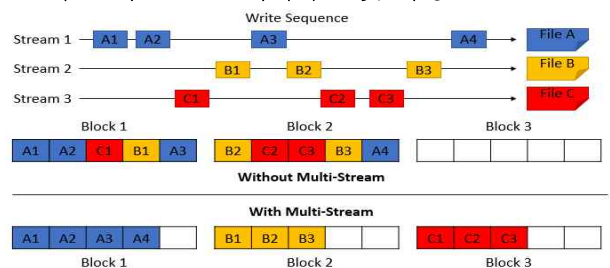 Write Sequence
Stream 1 A1 A2 A3 A4 File A
Stream 2 B1 B2 B3 File B
Stream 3 C1 C2 C3 File C
Block 1 Block 2 Block 3
A1 A2 C1 B1 A3 B2 C2 C3 B3 A4
Without Multi-Stream
With Multi-Stream
A1 A2 A3 A4 B1 B2 B3 C1 C2 C3
Block 1 Block 2 Block 3